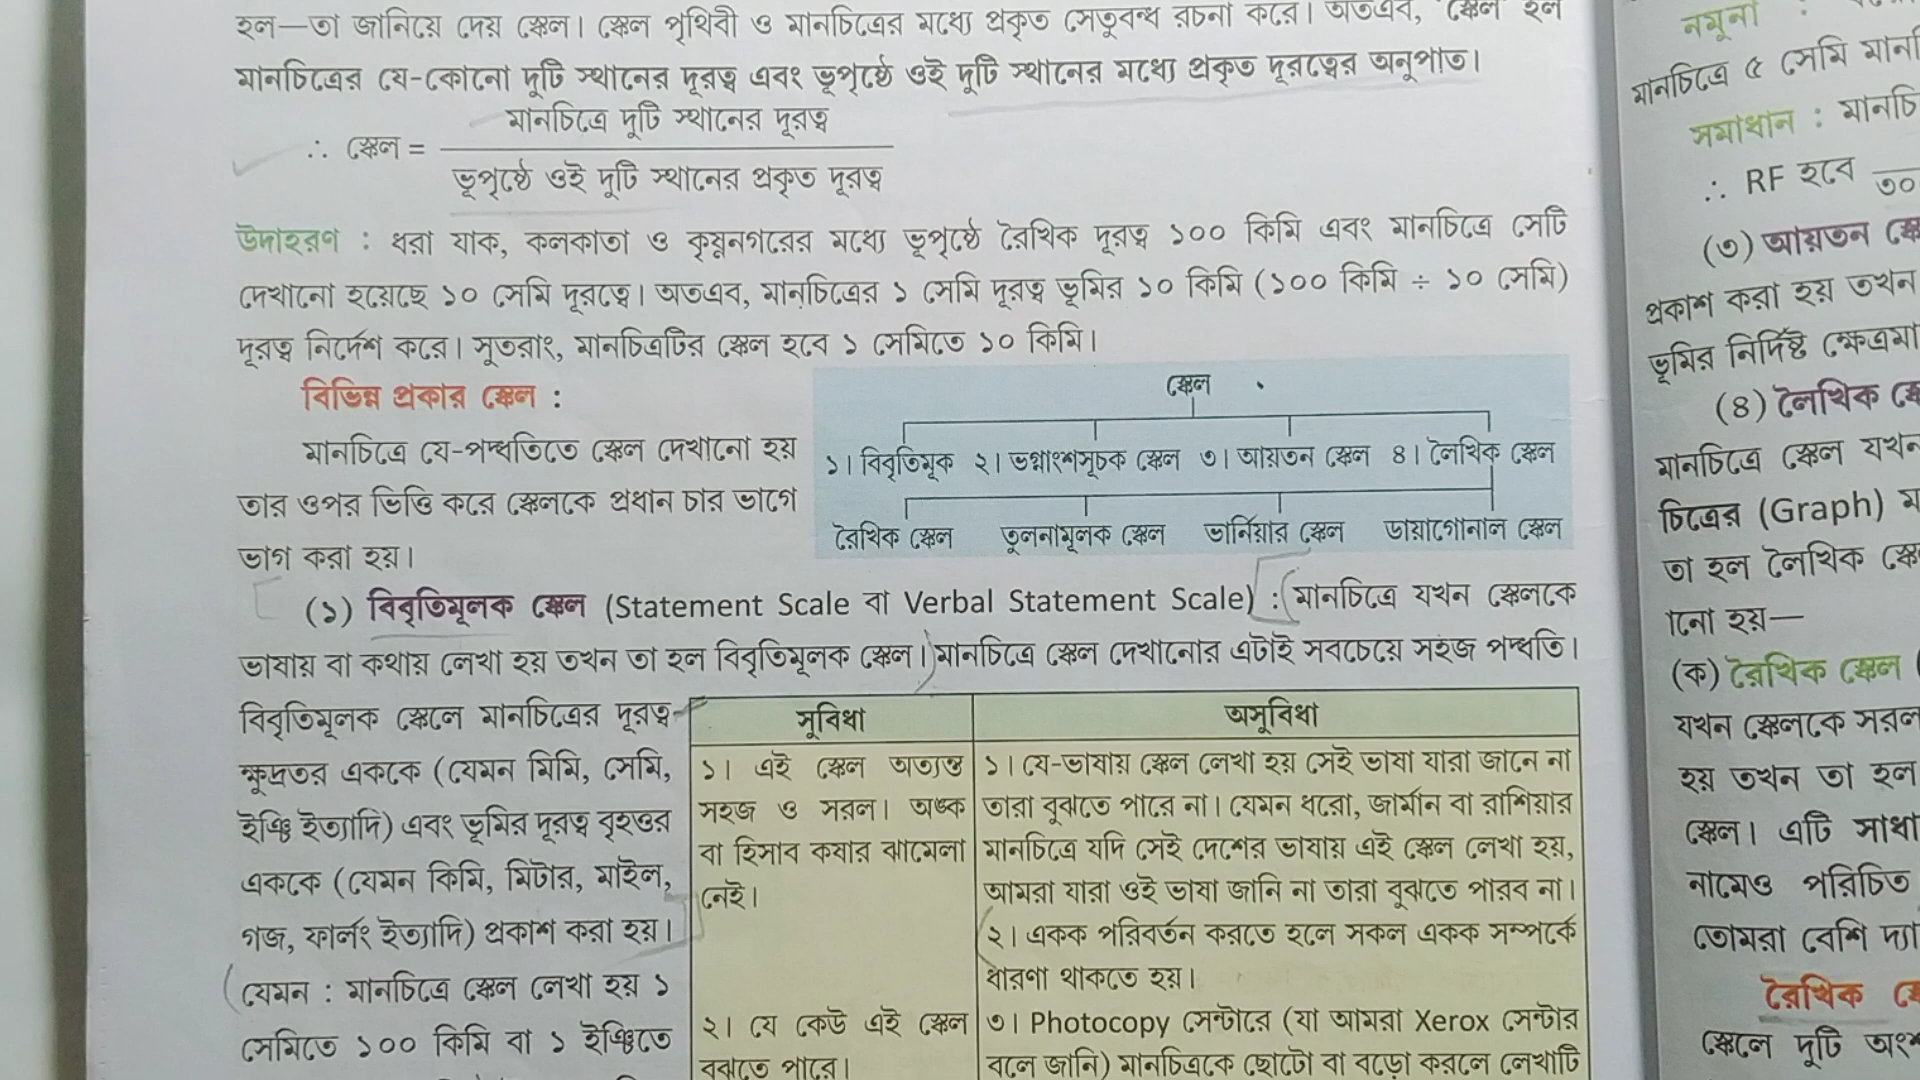 হল—তা জানিয়ে দেয় স্কেল। স্কেল পৃথিবী ও মানচিত্রের মধ্যে প্রকৃত সেতুবন্ধ রচনা করে। অতএব, স্কেল হল
মানচিত্রের যে-কোনো দুটি স্থানের দূরত্ব এবং ভূপৃষ্ঠে ওই দুটি স্থানের মধ্যে প্রকৃত দূরত্বের অনুপাত।
∴ স্কেল =
মানচিত্রে দুটি স্থানের দূরত্ব
ভূপৃষ্ঠে ওই দুটি স্থানের প্রকৃত দূরত্ব
উদাহরণ : ধরা যাক, কলকাতা ও কৃষ্ণনগরের মধ্যে ভূপৃষ্ঠে রৈখিক দূরত্ব ১০০ কিমি এবং মানচিত্রে সেটি
দেখানো হয়েছে ১০ সেমি দূরত্বে। অতএব, মানচিত্রের ১ সেমি দূরত্ব ভূমির ১০ কিমি (১০০ কিমি ÷ ১০ সেমি)
দূরত্ব নির্দেশ করে। সুতরাং, মানচিত্রটির স্কেল হবে ১ সেমিতে ১০ কিমি।
বিভিন্ন প্রকার স্কেল :
মানচিত্রে যে-পদ্ধতিতে স্কেল দেখানো হয়
তার ওপর ভিত্তি করে স্কেলকে প্রধান চার ভাগে
ভাগ করা হয়।
স্কেল
১। বিবৃতিমূক ২। ভগ্নাংশসূচক স্কেল ৩। আয়তন স্কেল ৪। লৈখিক স্কেল
রৈখিক স্কেল তুলনামূলক স্কেল ভার্নিয়ার স্কেল ডায়াগোনাল স্কেল
(১) বিবৃতিমূলক স্কেল (Statement Scale বা Verbal Statement Scale) : মানচিত্রে যখন স্কেলকে
ভাষায় বা কথায় লেখা হয় তখন তা হল বিবৃতিমূলক স্কেল। মানচিত্রে স্কেল দেখানোর এটাই সবচেয়ে সহজ পদ্ধতি।
বিবৃতিমূলক স্কেলে মানচিত্রের দূরত্ব
ক্ষুদ্রতর এককে (যেমন মিমি, সেমি,
ইঞ্চি ইত্যাদি) এবং ভূমির দূরত্ব বৃহত্তর
এককে (যেমন কিমি, মিটার, মাইল,
গজ, ফার্লং ইত্যাদি) প্রকাশ করা হয়।
(যেমন : মানচিত্রে স্কেল লেখা হয় ১
সেমিতে ১০০ কিমি বা ১ ইঞ্চিতে
সুবিধা
১। এই স্কেল অত্যন্ত
সহজ ও সরল। অঙ্ক
বা হিসাব কষার ঝামেলা
নেই।
২। যে কেউ এই স্কেল
বুঝতে পারে।
অসুবিধা
১। যে-ভাষায় স্কেল লেখা হয় সেই ভাষা যারা জানে না
তারা বুঝতে পারে না। যেমন ধরো, জার্মান বা রাশিয়ার
মানচিত্রে যদি সেই দেশের ভাষায় এই স্কেল লেখা হয়,
আমরা যারা ওই ভাষা জানি না তারা বুঝতে পারব না।
২। একক পরিবর্তন করতে হলে সকল একক সম্পর্কে
ধারণা থাকতে হয়।
৩। Photocopy সেন্টারে (যা আমরা Xerox সেন্টার
বলে জানি) মানচিত্রকে ছোটো বা বড়ো করলে লেখাটি
নমুনা :
মানচিত্রে ৫ সেমি
সমাধান :
∴ RF হবে
(৩) আয়তন
প্রকাশ করা হয় তখন
ভূমির নির্দিষ্ট
(৪) লৈখিক
মানচিত্রে স্কেল যখন
চিত্রের (Graph)
তা হল লৈখিক
হয়—
(ক) রৈখিক স্কেল
যখন স্কেলকে
হয় তখন তা হল
স্কেল। এটি
নামেও পরিচিত
তোমরা বেশি
রৈখিক
স্কেলে দুটি